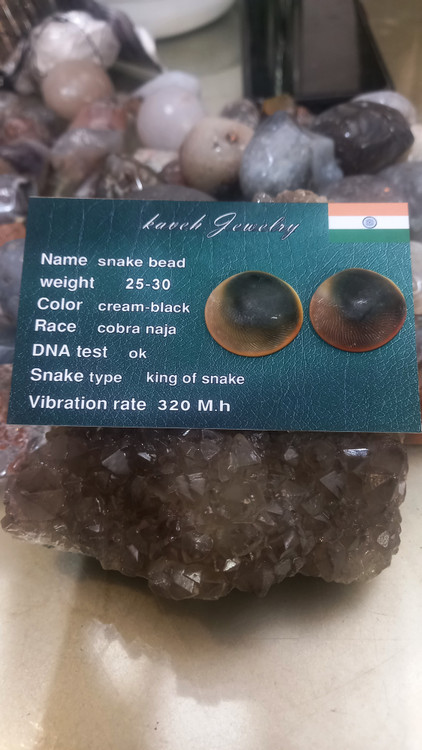 kaveh Jewelry
Name snake bead
weight 25-30
Color cream-black
Race cobra naja
DNA test ok
Snake type king of snake
Vibration rate 320 M.h